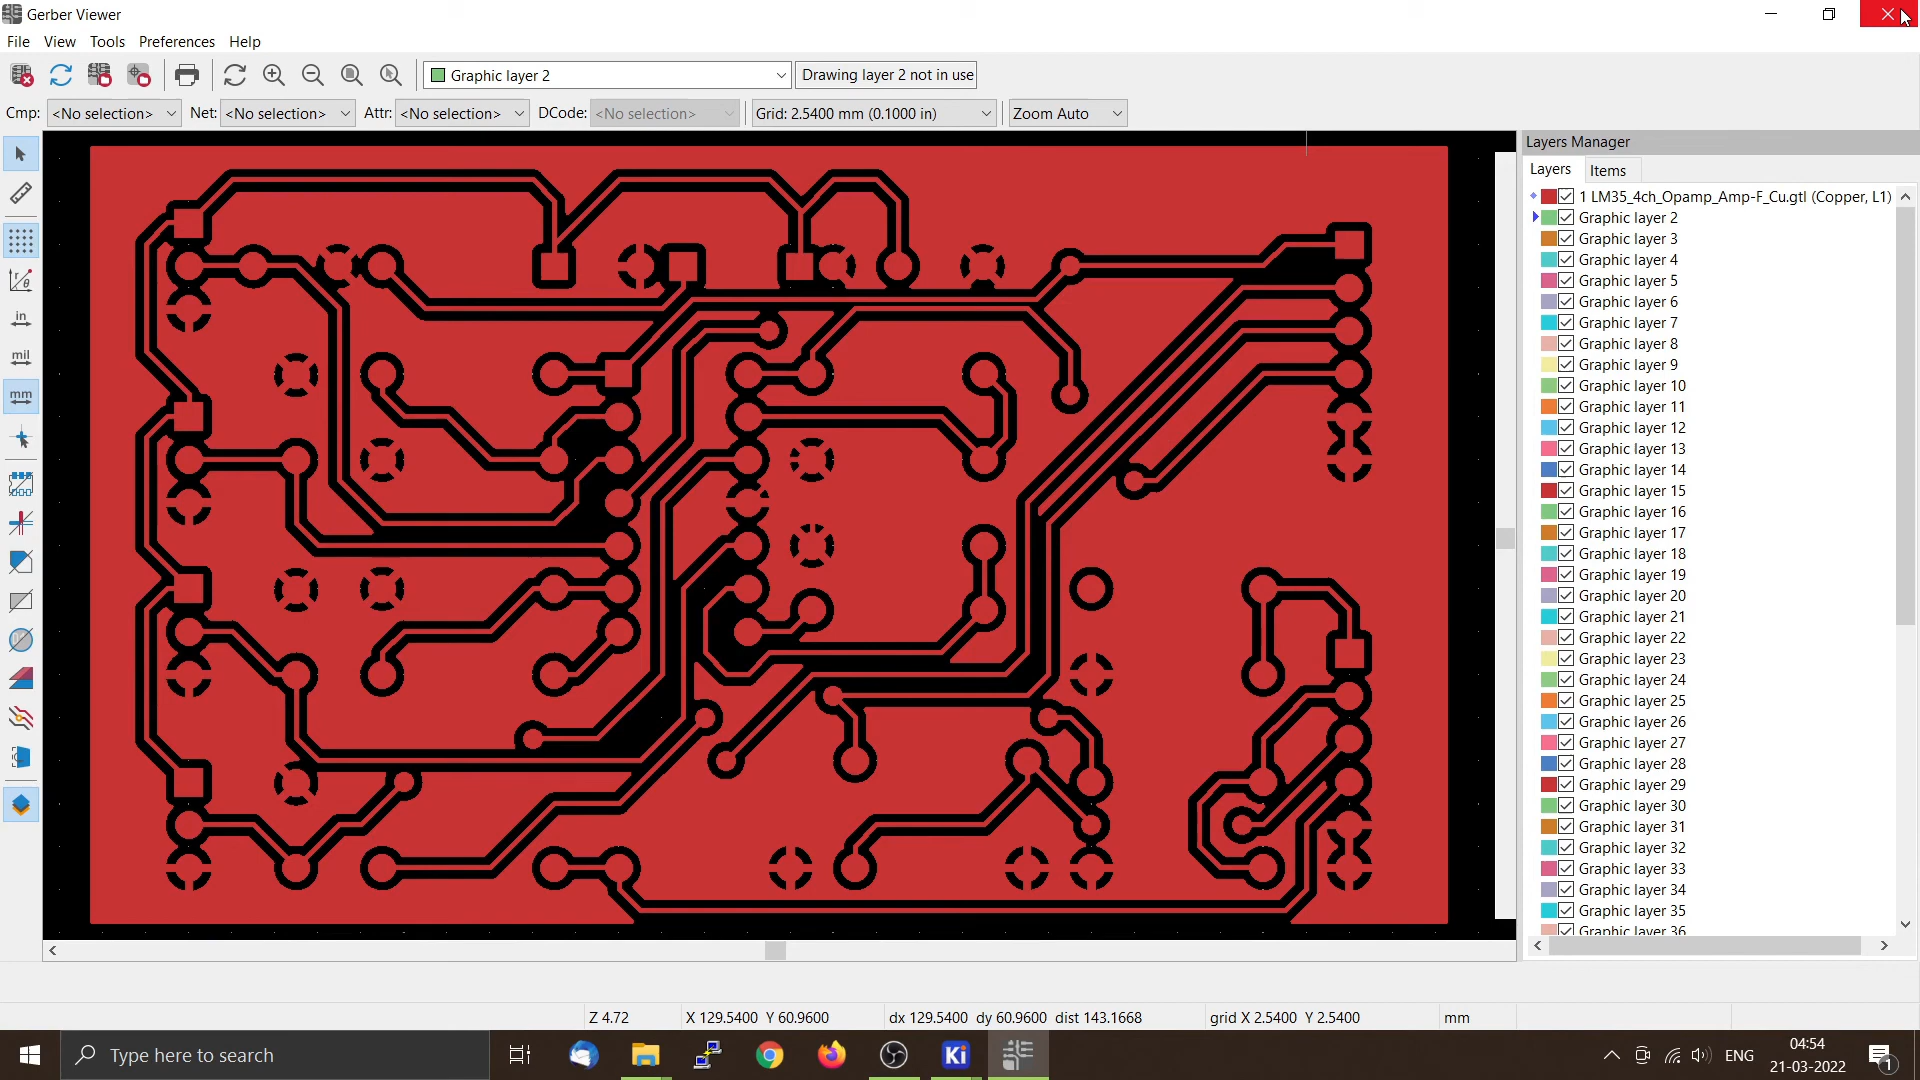 Gerber Viewer
File View Tools Preferences Help
Graphic layer 2
Drawing layer 2 not in use
Cmp: <No selection> Net: <No selection> Attr: <No selection> DCode: <No selection> Grid: 2.5400 mm (0.1000 in) Zoom Auto
in
mil
mm
Layers Manager
Layers Items
1 LM35_4ch_Opamp_Amp-F_Cu.gtl (Copper, L1)
Graphic layer 2
Graphic layer 3
Graphic layer 4
Graphic layer 5
Graphic layer 6
Graphic layer 7
Graphic layer 8
Graphic layer 9
Graphic layer 10
Graphic layer 11
Graphic layer 12
Graphic layer 13
Graphic layer 14
Graphic layer 15
Graphic layer 16
Graphic layer 17
Graphic layer 18
Graphic layer 19
Graphic layer 20
Graphic layer 21
Graphic layer 22
Graphic layer 23
Graphic layer 24
Graphic layer 25
Graphic layer 26
Graphic layer 27
Graphic layer 28
Graphic layer 29
Graphic layer 30
Graphic layer 31
Graphic layer 32
Graphic layer 33
Graphic layer 34
Graphic layer 35
Graphic layer 36
Z 4.72 X 129.5400 Y 60.9600 dx 129.5400 dy 60.9600 dist 143.1668 grid X 2.5400 Y 2.5400 mm
Type here to search
Ki
ENG
04:54
21-03-2022
1